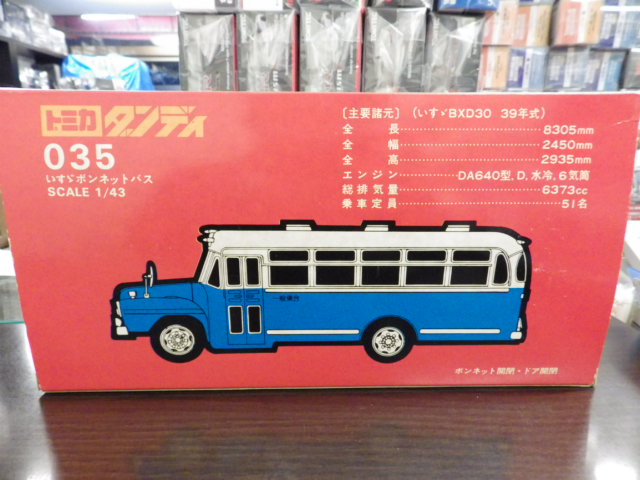 トミカ ダンディ
035
いすゞボンネットバス
SCALE 1/43
〔主要諸元〕（いすゞBXD30 39年式）
全長 8305mm
全幅 2450mm
全高 2935mm
エンジン DA640型, D, 水冷, 6気筒
総排気量 6373cc
乗車定員 51名
ボンネット開閉・ドア開閉